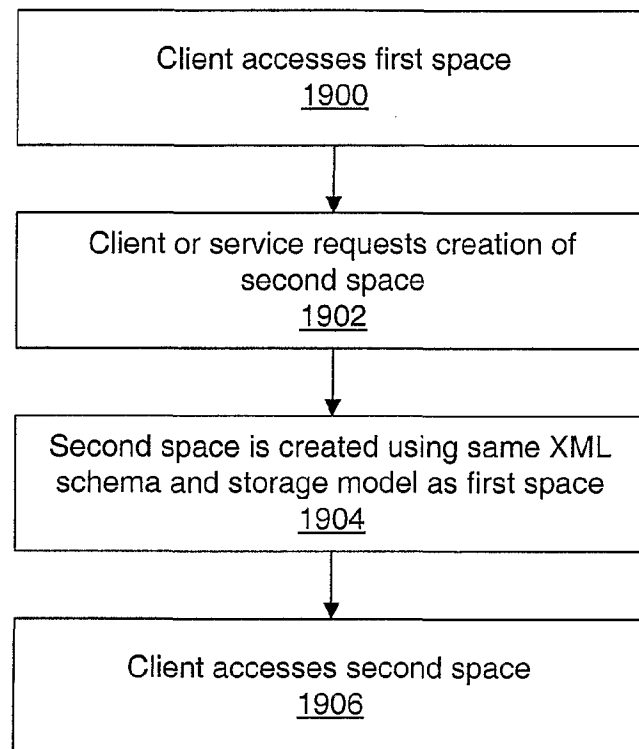 Client accesses first space
1900
Client or service requests creation of
second space
1902
Second space is created using same XML
schema and storage model as first space
1904
Client accesses second space
1906